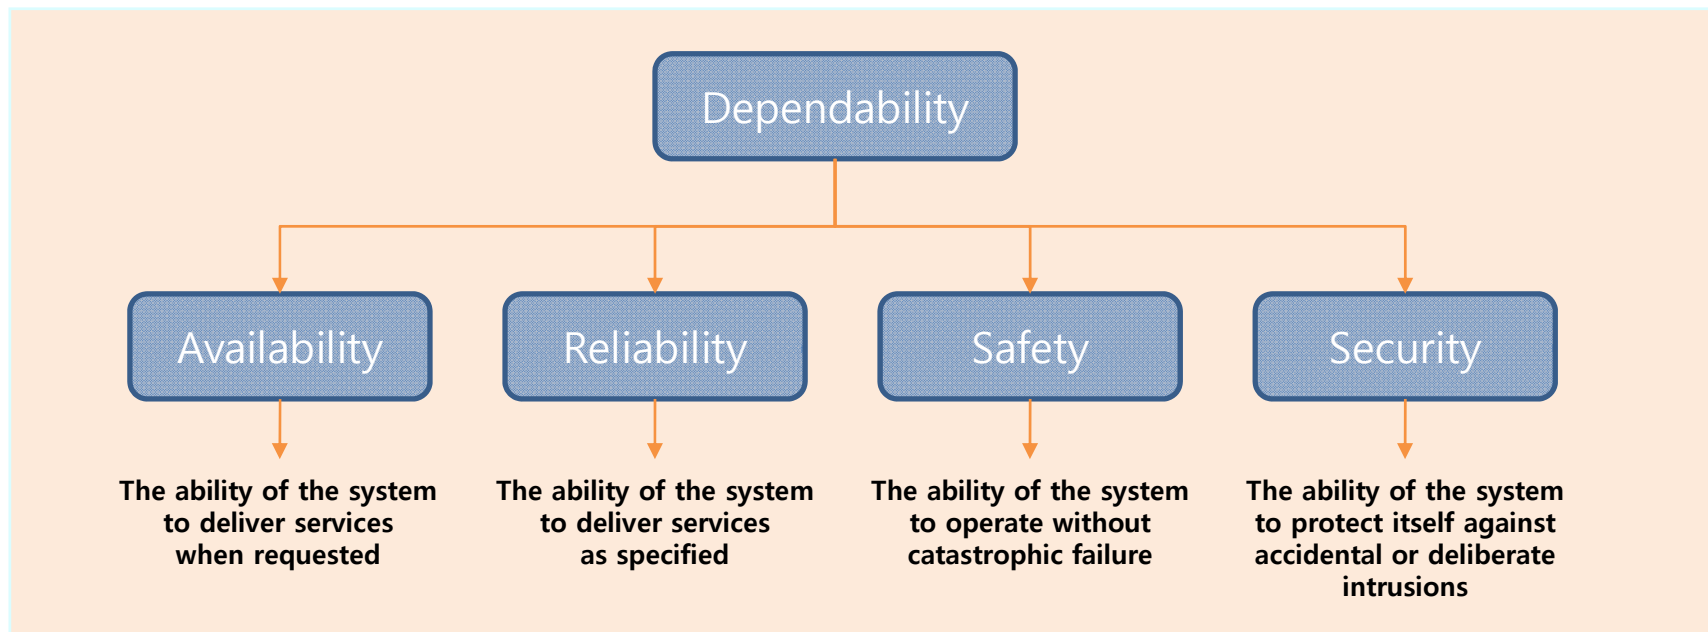 Dependability
Availability
Reliability
Safety
Security
The ability of the system
to deliver services
when requested
The ability of the system
to deliver services
as specified
The ability of the system
to operate without
catastrophic failure
The ability of the system
to protect itself against
accidental or deliberate
intrusions